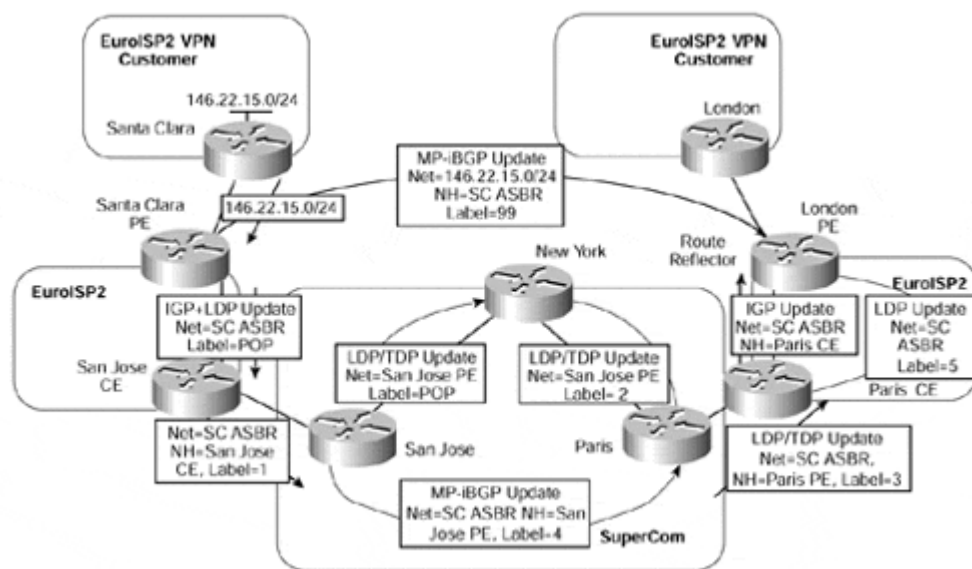 EuroISP2 VPN
Customer
146.22.15.0/24
Santa Clara
EuroISP2 VPN
Customer
London
MP-iBGP Update
Net=146.22.15.0/24
NH=SC ASBR
Label=99
Santa Clara
PE
146.22.15.0/24
London
PE
Route
Reflector
New York
EuroISP2
EuroISP2
IGP+LDP Update
Net=SC ASBR
Label=POP
IGP Update
Net=SC ASBR
NH=Paris CE
LDP Update
Net=SC
ASBR
Label=5
San Jose
CE
LDP/TDP Update
Net=San Jose PE
Label=POP
LDP/TDP Update
Net=San Jose PE
Label= 2
Paris CE
Net=SC ASBR
NH=San Jose
CE, Label=1
San Jose
Paris
LDP/TDP Update
Net=SC ASBR,
NH=Paris PE, Label=3
MP-iBGP Update
Net=SC ASBR NH=San
Jose PE, Label=4
SuperCom